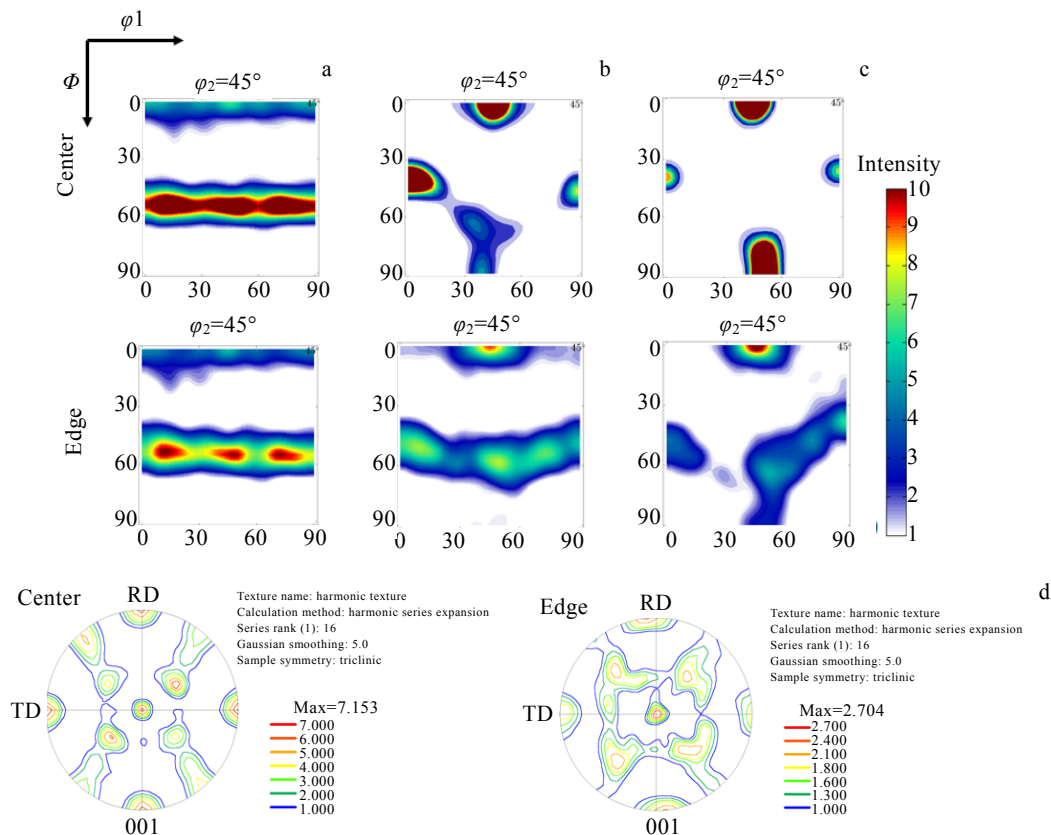 φ1
Φ
a
b
c
φ₂=45°
φ₂=45°
φ₂=45°
Center
0
30
60
90
0
30
60
90
45°
0
30
60
90
0
30
60
90
45°
0
30
60
90
0
30
60
90
45°
Intensity
10
9
8
7
6
5
4
3
2
1
φ₂=45°
φ₂=45°
φ₂=45°
Edge
0
30
60
90
0
30
60
90
45°
0
30
60
90
0
30
60
90
45°
0
30
60
90
0
30
60
90
45°
d
Center
RD
TD
001
Texture name: harmonic texture
Calculation method: harmonic series expansion
Series rank (1): 16
Gaussian smoothing: 5.0
Sample symmetry: triclinic
Max=7.153
7.000
6.000
5.000
4.000
3.000
2.000
1.000
Edge
RD
TD
001
Texture name: harmonic texture
Calculation method: harmonic series expansion
Series rank (1): 16
Gaussian smoothing: 5.0
Sample symmetry: triclinic
Max=2.704
2.700
2.400
2.100
1.800
1.600
1.300
1.000